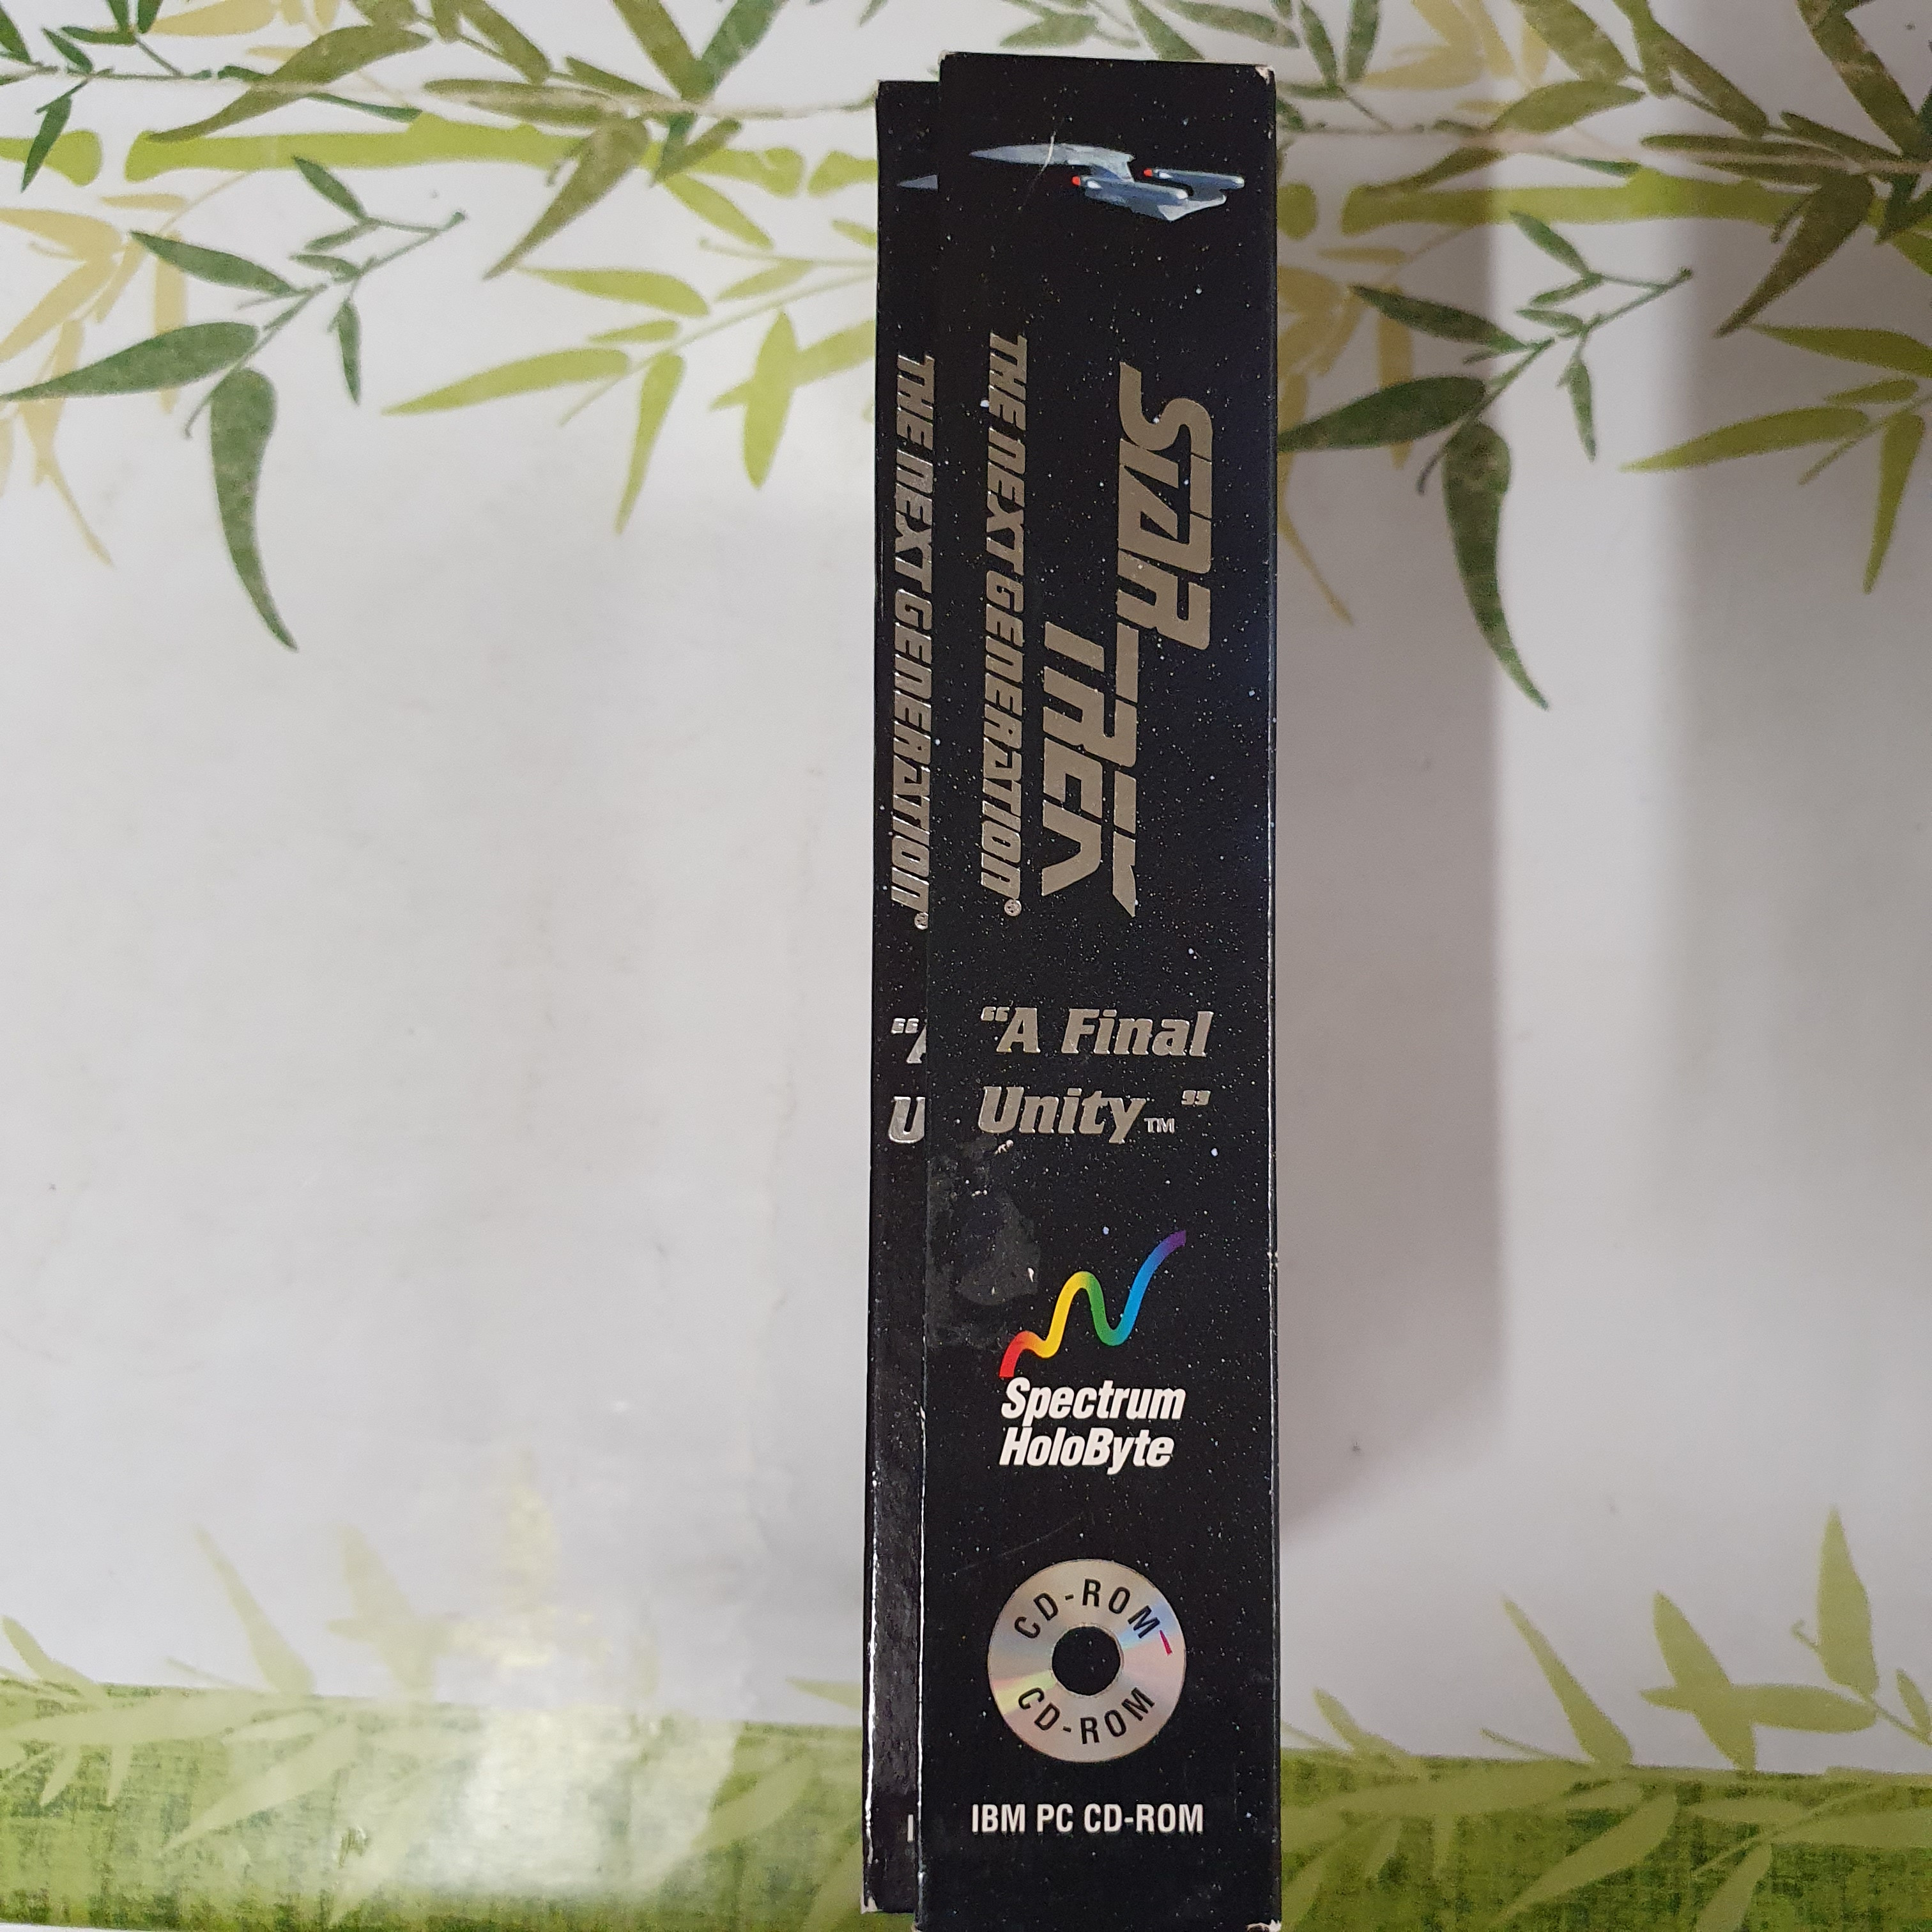 STAR TREK
THE NEXT GENERATION®
"A Final
Unity™"
Spectrum
HoloByte
CD-ROM
CD-ROM
IBM PC CD-ROM
THE NEXT GENERATION®
"A
U
I